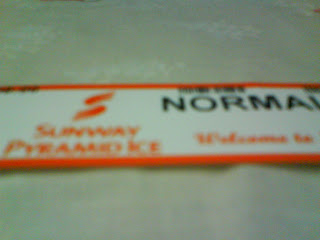 NORMAL
SUNWAY
PYRAMID ICE
Welcome to